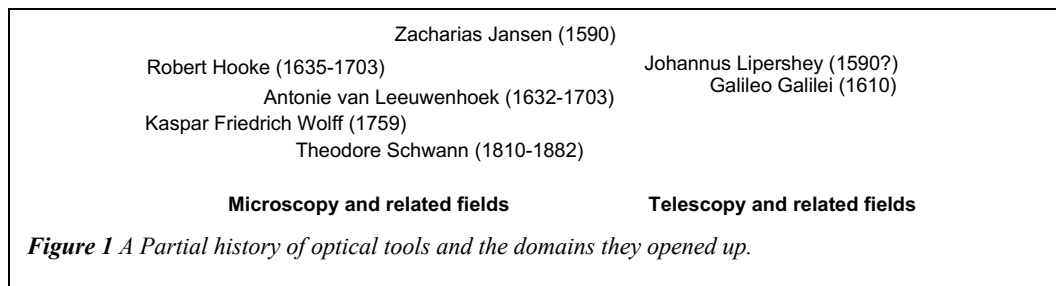 Zacharias Jansen (1590)
Robert Hooke (1635-1703)
Johannus Lipershey (1590?)
Galileo Galilei (1610)
Antonie van Leeuwenhoek (1632-1703)
Kaspar Friedrich Wolff (1759)
Theodore Schwann (1810-1882)
Microscopy and related fields
Telescopy and related fields
Figure 1 A Partial history of optical tools and the domains they opened up.